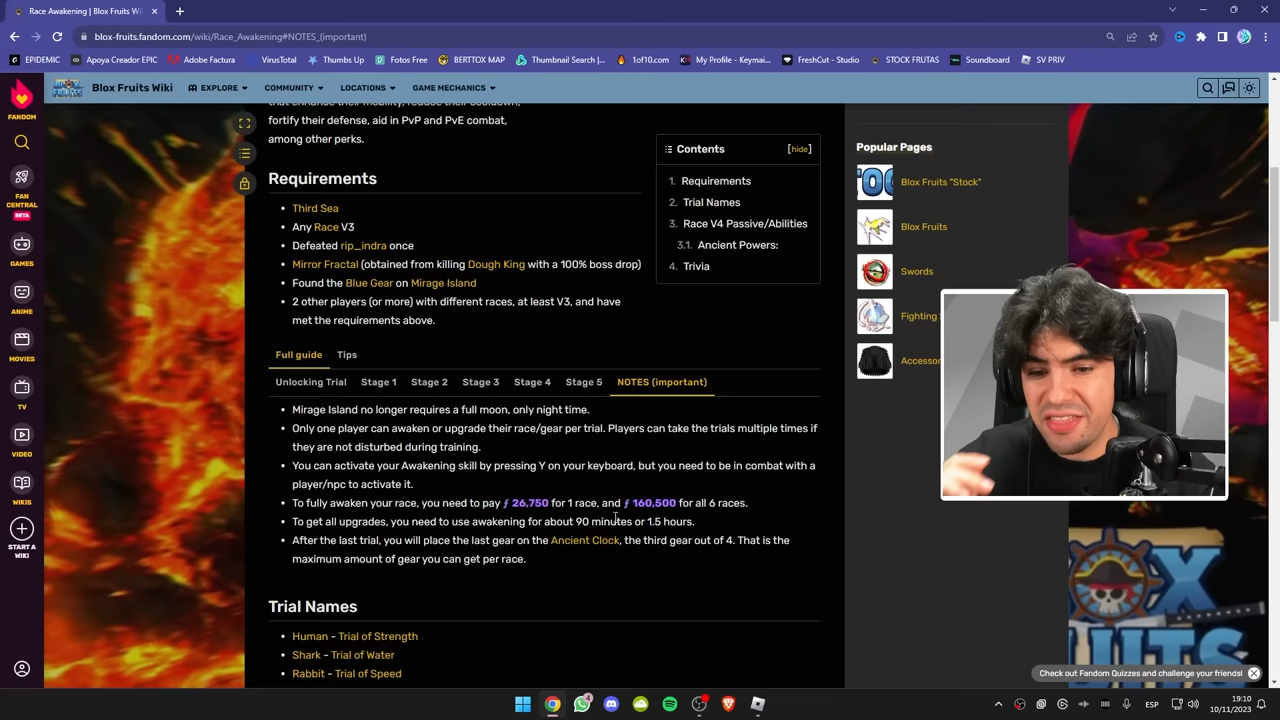 Race Awakening | Blox Fruits Wi
blox-fruits.fandom.com/wiki/Race_Awakening#NOTES_(important)
EPIDEMIC
Apoya Creador EPIC
Adobe Factura
VirusTotal
Thumbs Up
Fotos Free
BERTTOX MAP
Thumbnail Search |...
1of10.com
My Profile - Keymai...
FreshCut - Studio
STOCK FRUTAS
Soundboard
SV PRIV
Blox Fruits Wiki
EXPLORE
COMMUNITY
LOCATIONS
GAME MECHANICS
FANDOM
FAN CENTRAL
BETA
GAMES
ANIME
MOVIES
TV
VIDEO
WIKIS
START A WIKI
that enhance their mobility, reduce their cooldown,
fortify their defense, aid in PvP and PvE combat,
among other perks.
Requirements
Third Sea
Any Race V3
Defeated rip_indra once
Mirror Fractal (obtained from killing Dough King with a 100% boss drop)
Found the Blue Gear on Mirage Island
2 other players (or more) with different races, at least V3, and have
met the requirements above.
Contents [hide]
1. Requirements
2. Trial Names
3. Race V4 Passive/Abilities
3.1. Ancient Powers:
4. Trivia
Full guide Tips
Unlocking Trial Stage 1 Stage 2 Stage 3 Stage 4 Stage 5 NOTES (important)
Mirage Island no longer requires a full moon, only night time.
Only one player can awaken or upgrade their race/gear per trial. Players can take the trials multiple times if
they are not disturbed during training.
You can activate your Awakening skill by pressing Y on your keyboard, but you need to be in combat with a
player/npc to activate it.
To fully awaken your race, you need to pay ƒ 26,750 for 1 race, and ƒ 160,500 for all 6 races.
To get all upgrades, you need to use awakening for about 90 minutes or 1.5 hours.
After the last trial, you will place the last gear on the Ancient Clock, the third gear out of 4. That is the
maximum amount of gear you can get per race.
Trial Names
Human - Trial of Strength
Shark - Trial of Water
Rabbit - Trial of Speed
Popular Pages
Blox Fruits "Stock"
Blox Fruits
Swords
Fighting
Accessor
Check out Fandom Quizzes and challenge your friends!
4
ESP
19:10
10/11/2023